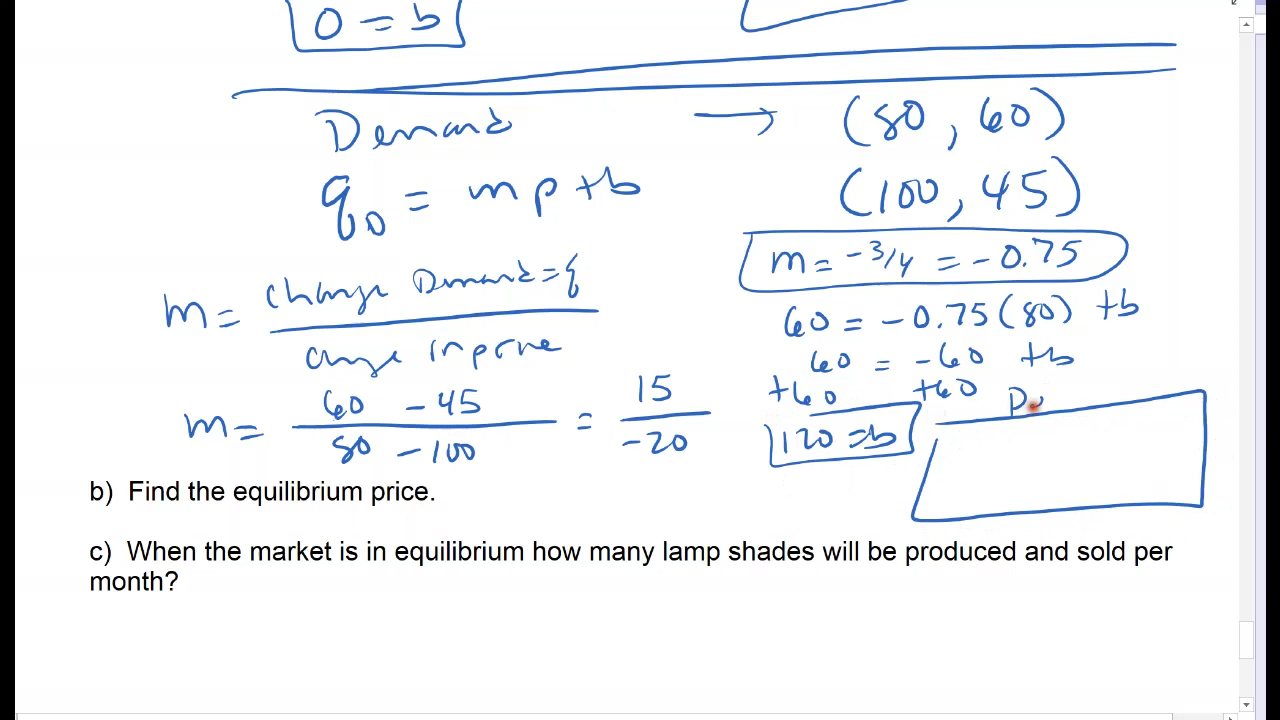 0 = b
Demand → (80, 60)
q_D = mp + b
(100, 45)
m = -3/4 = -0.75
m = change Demand = q / change in price
60 = -0.75(80) + b
60 = -60 + b
+60 +60
m = 60 - 45 / 80 - 100 = 15 / -20
120 = b
b) Find the equilibrium price.
c) When the market is in equilibrium how many lamp shades will be produced and sold per
month?